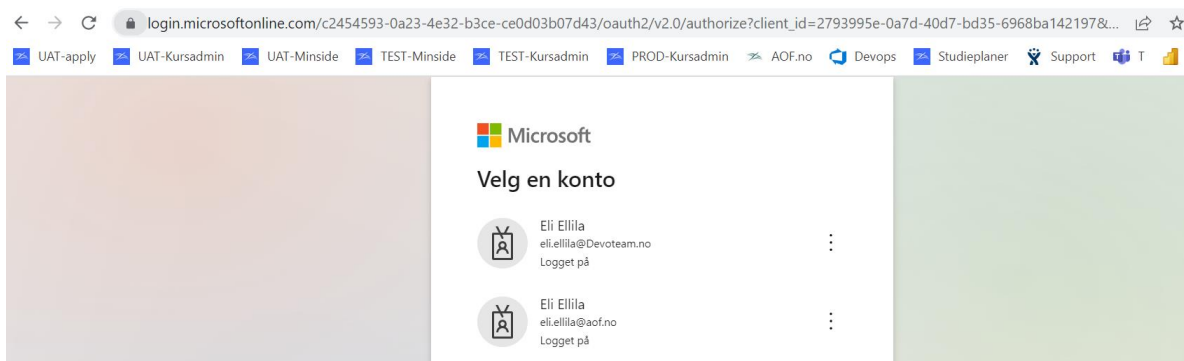 login.microsoftonline.com/c2454593-0a23-4e32-b3ce-ce0d03b07d43/oauth2/v2.0/authorize?client_id=2793995e-0a7d-40d7-bd35-6968ba142197&...
UAT-apply UAT-Kursadmin UAT-Minside TEST-Minside TEST-Kursadmin PROD-Kursadmin AOF.no Devops Studieplaner Support T
Microsoft
Velg en konto
Eli Ellila
eli.ellila@Devoteam.no
Logget på
Eli Ellila
eli.ellila@aof.no
Logget på